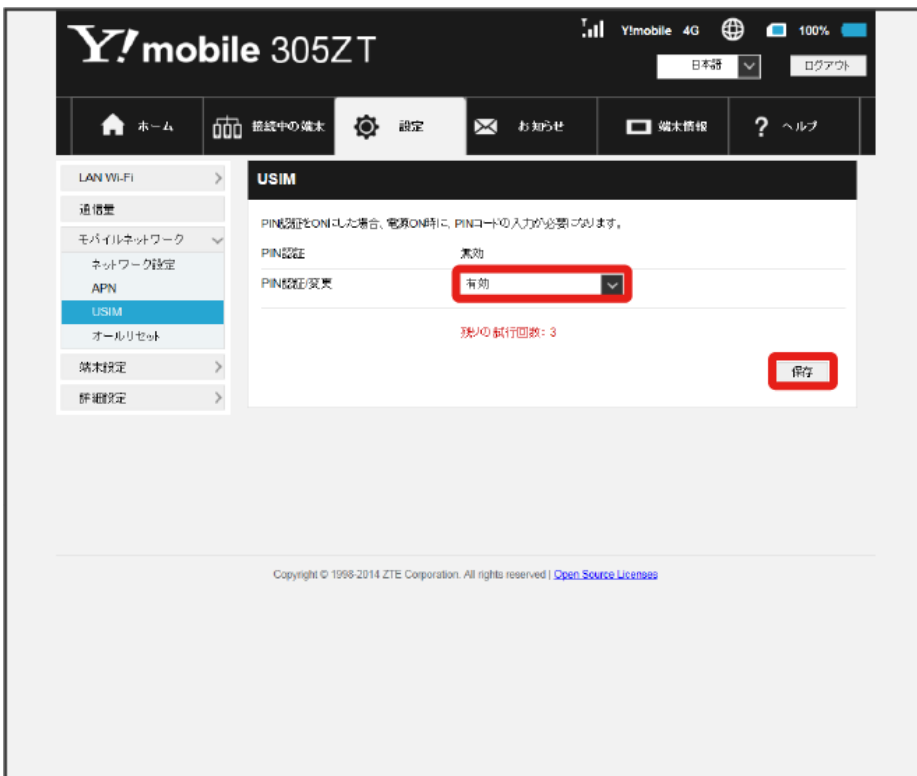 Y! mobile 305ZT
Y!mobile 4G 100%
日本語 ログアウト
ホーム 接続中の端末 設定 お知らせ 端末情報 ? ヘルプ
LAN Wi-Fi
通信量
モバイルネットワーク
ネットワーク設定
APN
USIM
オールリセット
端末設定
詳細設定
USIM
PIN認証をONにした場合、電源ON時に、PINコードの入力が必要になります。
PIN認証 無効
PIN認証/変更 有効
残りの試行回数: 3
保存
Copyright © 1998-2014 ZTE Corporation. All rights reserved | Open Source Licenses